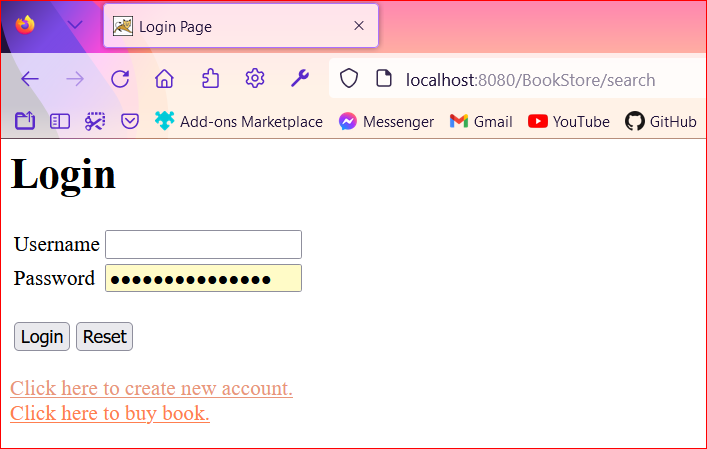 Login Page
localhost:8080/BookStore/search
Add-ons Marketplace Messenger Gmail YouTube GitHub
Login
Username
Password ●●●●●●●●●●●●●●●
Login Reset
Click here to create new account.
Click here to buy book.